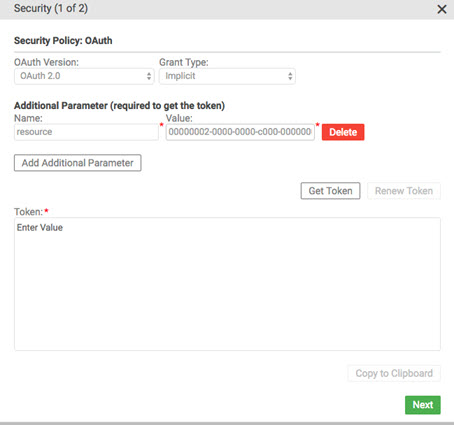 Security (1 of 2)
Security Policy: OAuth
OAuth Version: Grant Type:
OAuth 2.0 Implicit
Additional Parameter (required to get the token)
Name: Value:
resource * 00000002-0000-0000-c000-000000 * Delete
Add Additional Parameter
Get Token Renew Token
Token: *
Enter Value
Copy to Clipboard
Next